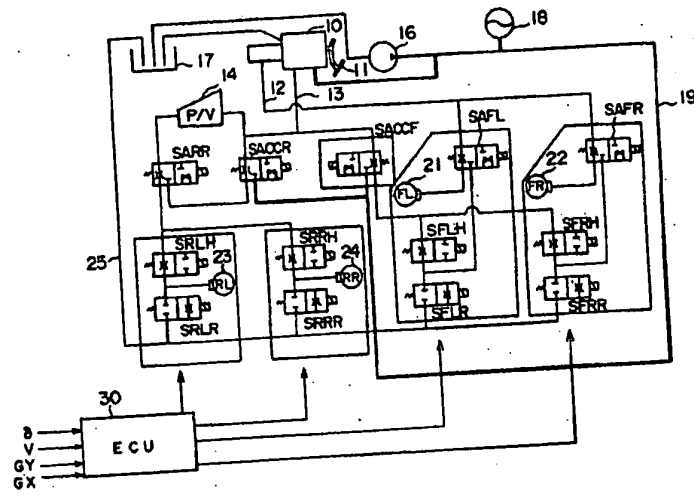 18
10
16
17
11
14
12
13
19
P/V
SAFL
SAFR
SACCF
SARR
SACCR
21
22
FL
FR
25
SRLH
23
SRRH
24
SFLH
SFRH
RL
RR
SRLR
SRRR
SFLR
SFRR
30
δ
V
GY
GX
ECU